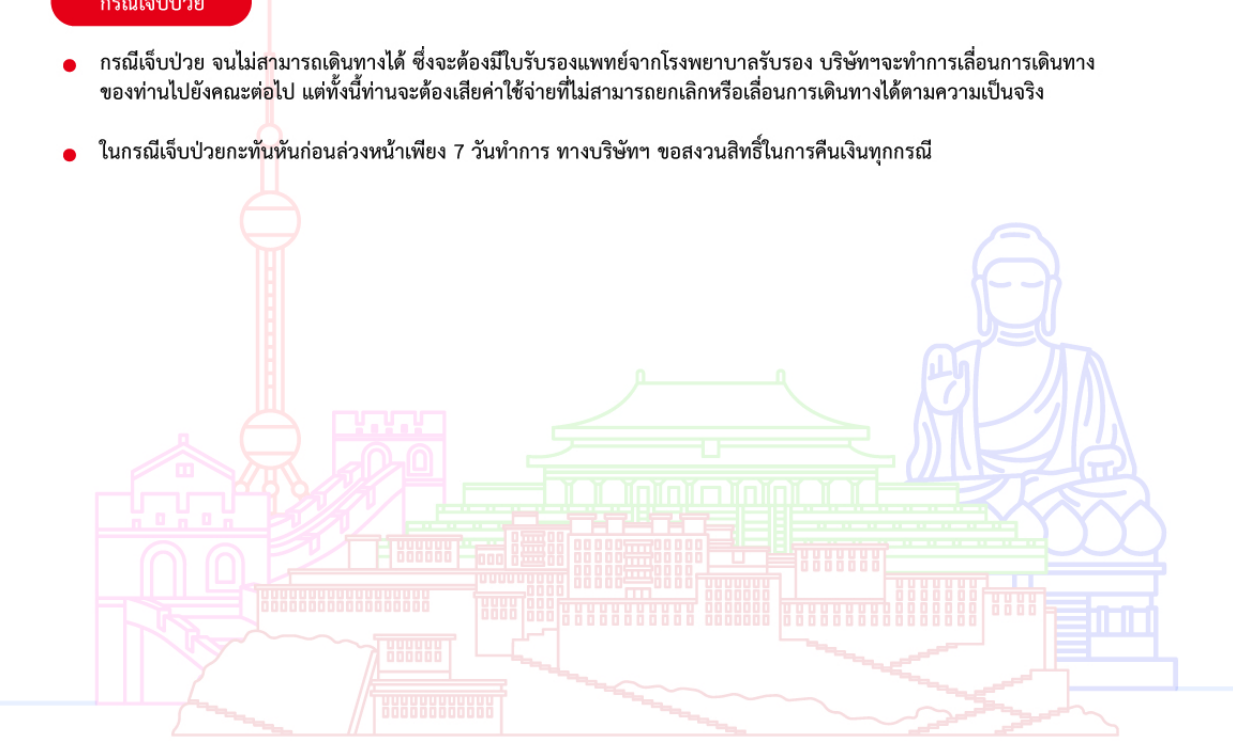 กรณีเจ็บป่วย
กรณีเจ็บป่วย จนไม่สามารถเดินทางได้ ซึ่งจะต้องมีใบรับรองแพทย์จากโรงพยาบาลรับรอง บริษัทฯจะทำการเลื่อนการเดินทาง
ของท่านไปยังคณะต่อไป แต่ทั้งนี้ท่านจะต้องเสียค่าใช้จ่ายที่ไม่สามารถยกเลิกหรือเลื่อนการเดินทางได้ตามความเป็นจริง
ในกรณีเจ็บป่วยกะทันหันก่อนล่วงหน้าเพียง 7 วันทำการ ทางบริษัทฯ ขอสงวนสิทธิ์ในการคืนเงินทุกกรณี